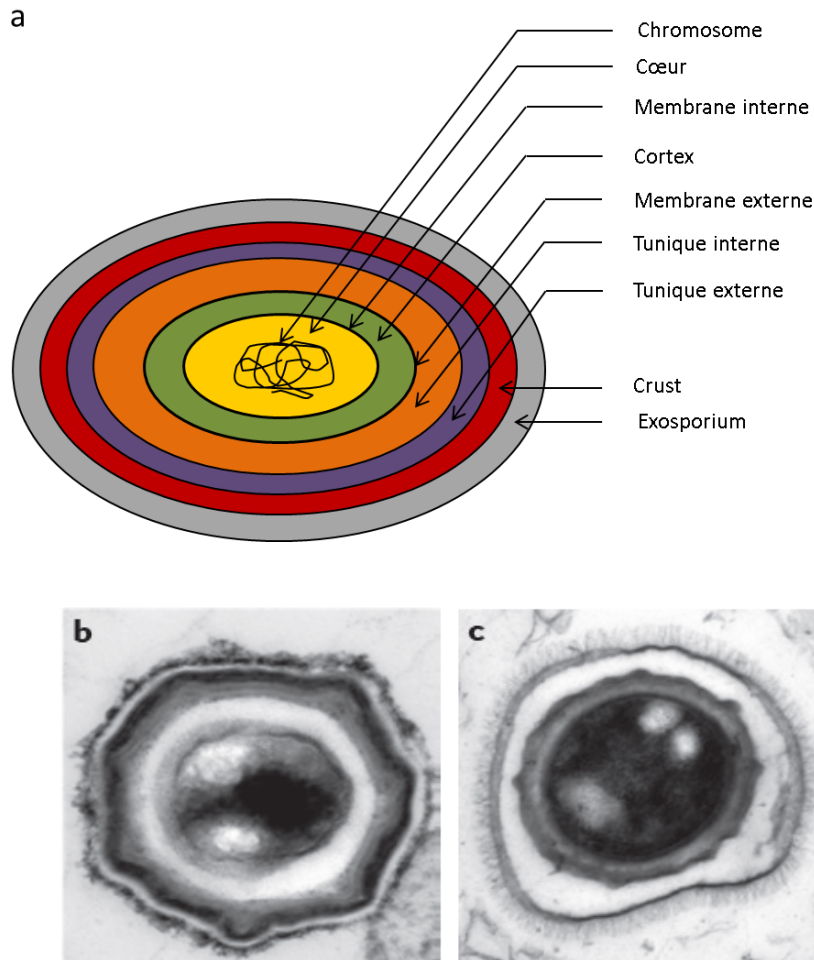 a
Chromosome
Cœur
Membrane interne
Cortex
Membrane externe
Tunique interne
Tunique externe
Crust
Exosporium
b
c